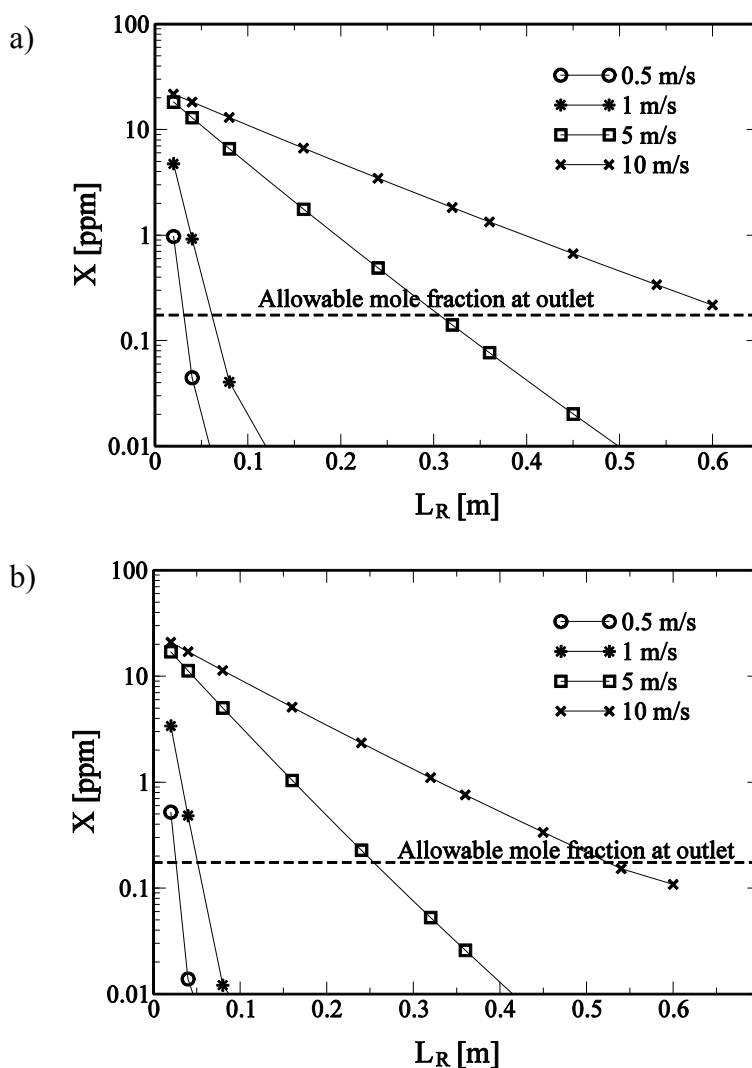 a)
100
10
1
0.1
0.01
X [ppm]
0.5 m/s
1 m/s
5 m/s
10 m/s
Allowable mole fraction at outlet
0 0.1 0.2 0.3 0.4 0.5 0.6
L_R [m]
b)
100
10
1
0.1
0.01
X [ppm]
0.5 m/s
1 m/s
5 m/s
10 m/s
Allowable mole fraction at outlet
0 0.1 0.2 0.3 0.4 0.5 0.6
L_R [m]